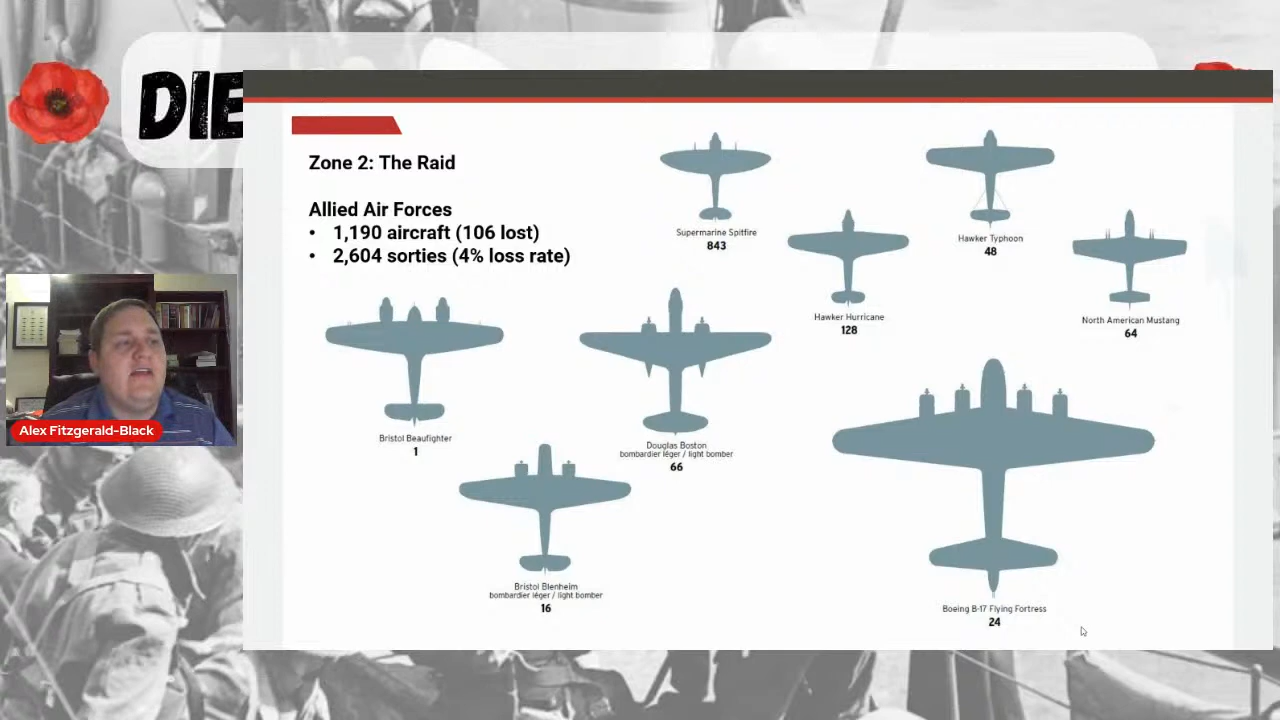 DIE
Zone 2: The Raid
Allied Air Forces
• 1,190 aircraft (106 lost)
• 2,604 sorties (4% loss rate)
Supermarine Spitfire
843
Hawker Typhoon
48
Hawker Hurricane
128
North American Mustang
64
Bristol Beaufighter
1
Douglas Boston
bombardier léger / light bomber
66
Bristol Blenheim
bombardier léger / light bomber
16
Boeing B-17 Flying Fortress
24
Alex Fitzgerald-Black